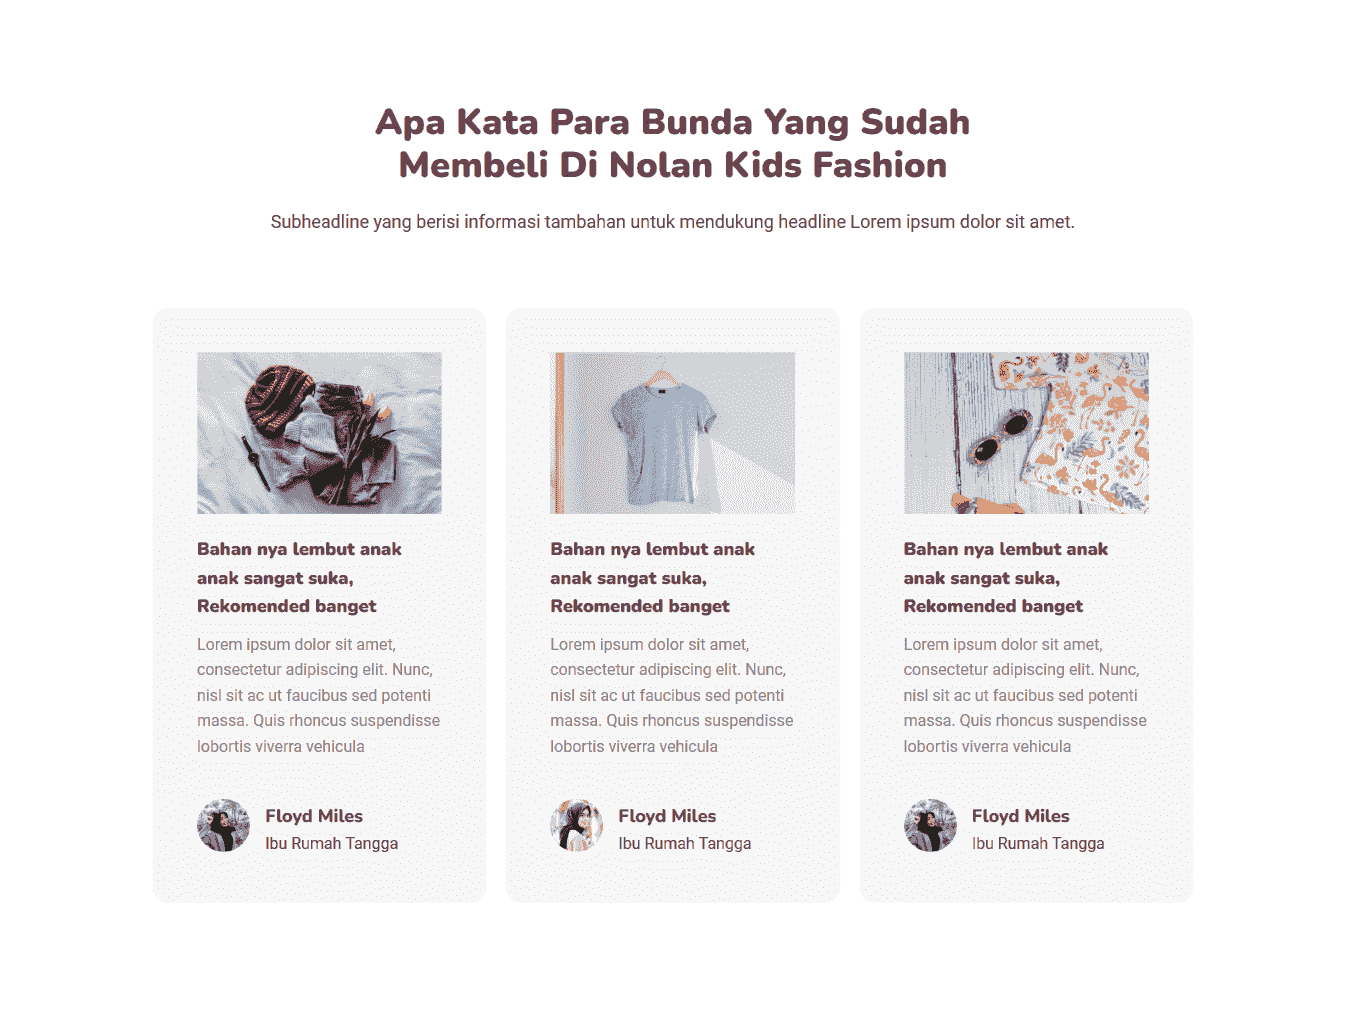 Apa Kata Para Bunda Yang Sudah
Membeli Di Nolan Kids Fashion
Subheadline yang berisi informasi tambahan untuk mendukung headline Lorem ipsum dolor sit amet.
Bahan nya lembut anak
anak sangat suka,
Rekomended banget
Lorem ipsum dolor sit amet,
consectetur adipiscing elit. Nunc,
nisl sit ac ut faucibus sed potenti
massa. Quis rhoncus suspendisse
lobortis viverra vehicula
Floyd Miles
Ibu Rumah Tangga
Bahan nya lembut anak
anak sangat suka,
Rekomended banget
Lorem ipsum dolor sit amet,
consectetur adipiscing elit. Nunc,
nisl sit ac ut faucibus sed potenti
massa. Quis rhoncus suspendisse
lobortis viverra vehicula
Floyd Miles
Ibu Rumah Tangga
Bahan nya lembut anak
anak sangat suka,
Rekomended banget
Lorem ipsum dolor sit amet,
consectetur adipiscing elit. Nunc,
nisl sit ac ut faucibus sed potenti
massa. Quis rhoncus suspendisse
lobortis viverra vehicula
Floyd Miles
Ibu Rumah Tangga